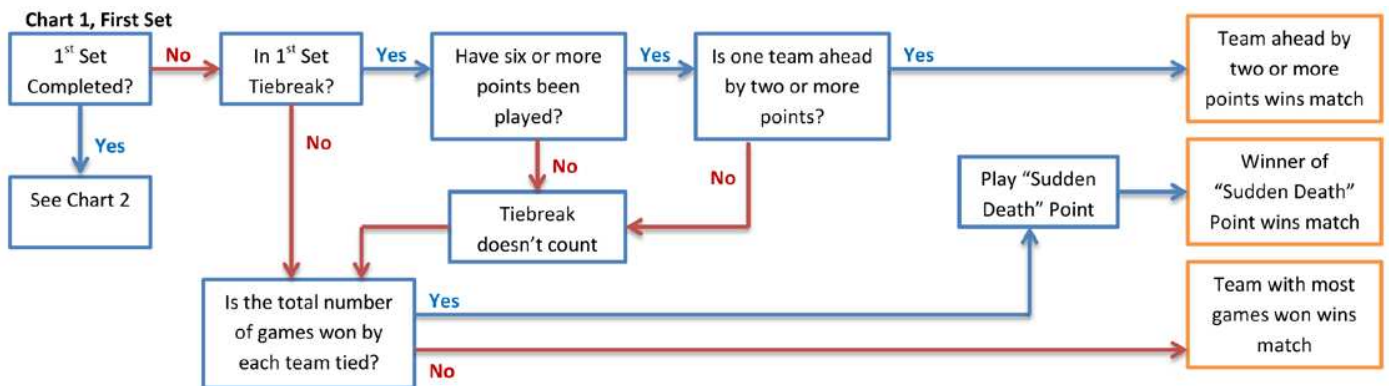 Chart 1, First Set
1st Set
Completed?
No
In 1st Set
Tiebreak?
Yes
Have six or more
points been
played?
Yes
Is one team ahead
by two or more
points?
Yes
Team ahead by
two or more
points wins match
Yes
No
No
No
See Chart 2
Tiebreak
doesn't count
Play “Sudden
Death” Point
Winner of
“Sudden Death”
Point wins match
Is the total number
of games won by
each team tied?
Yes
No
Team with most
games won wins
match